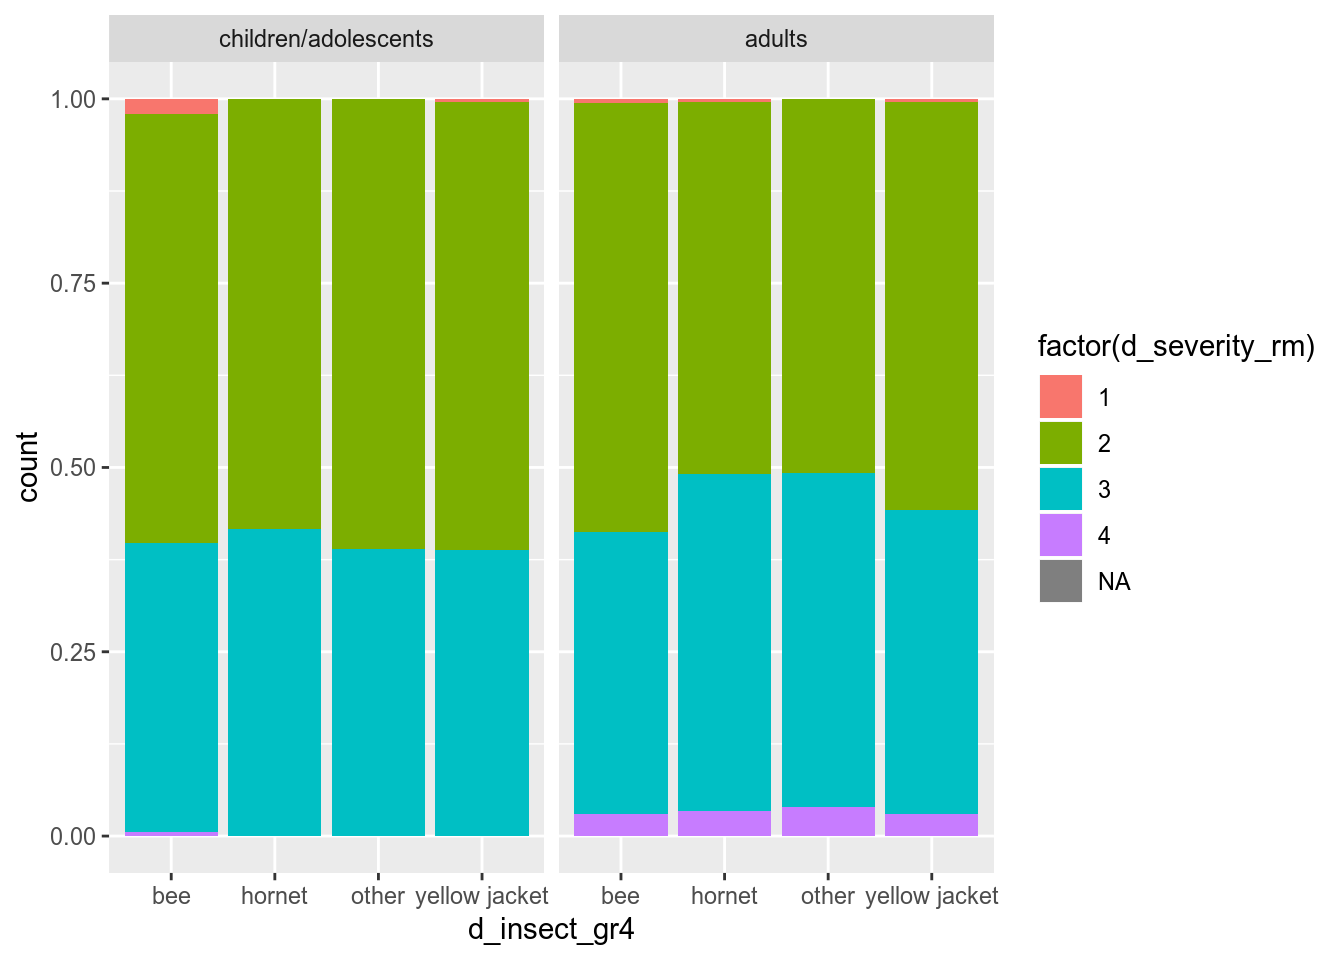 children/adolescents
adults
1.00
0.75
0.50
0.25
0.00
count
bee
hornet
other
yellow jacket
bee
hornet
other
yellow jacket
d_insect_gr4
factor(d_severity_rm)
1
2
3
4
NA